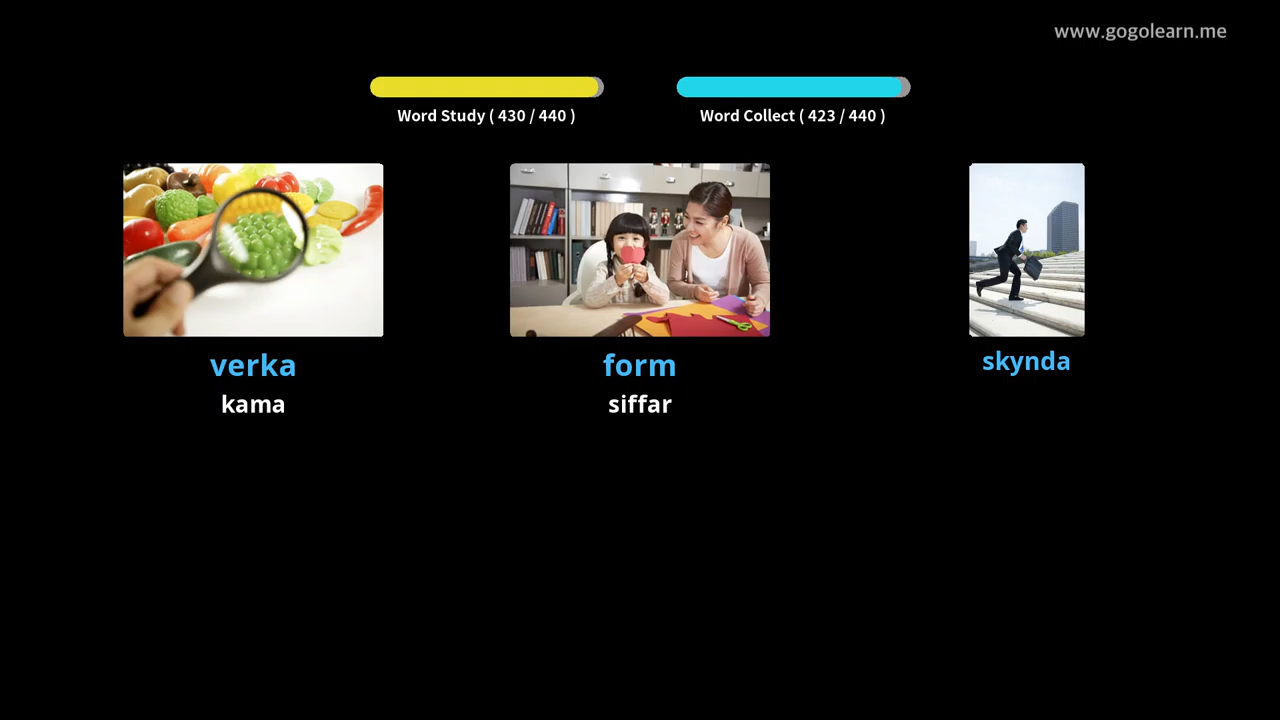 www.gogolearn.me
Word Study ( 430 / 440 )
Word Collect ( 423 / 440 )
verka
form
skynda
kama
siffar